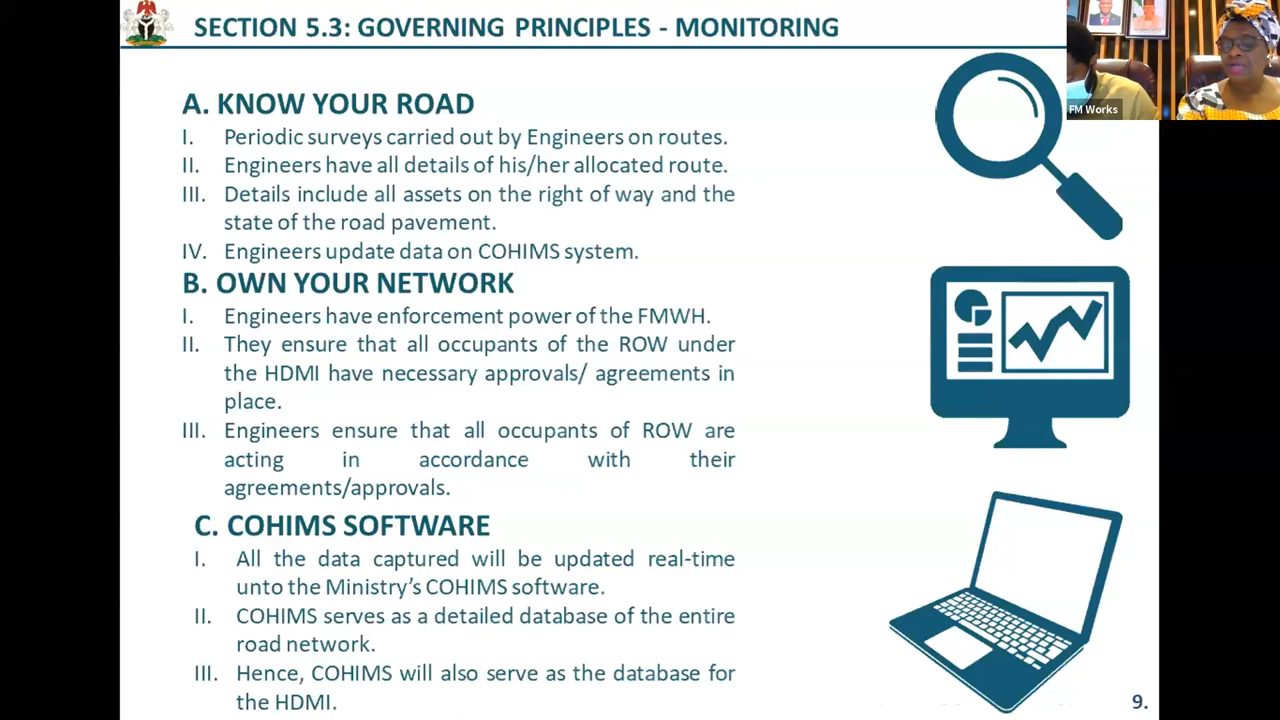 SECTION 5.3: GOVERNING PRINCIPLES - MONITORING
FM Works
A. KNOW YOUR ROAD
I. Periodic surveys carried out by Engineers on routes.
II. Engineers have all details of his/her allocated route.
III. Details include all assets on the right of way and the
state of the road pavement.
IV. Engineers update data on COHIMS system.
B. OWN YOUR NETWORK
I. Engineers have enforcement power of the FMWH.
II. They ensure that all occupants of the ROW under
the HDMI have necessary approvals/ agreements in
place.
III. Engineers ensure that all occupants of ROW are
acting in accordance with their
agreements/approvals.
C. COHIMS SOFTWARE
I. All the data captured will be updated real-time
unto the Ministry's COHIMS software.
II. COHIMS serves as a detailed database of the entire
road network.
III. Hence, COHIMS will also serve as the database for
the HDMI.
9.